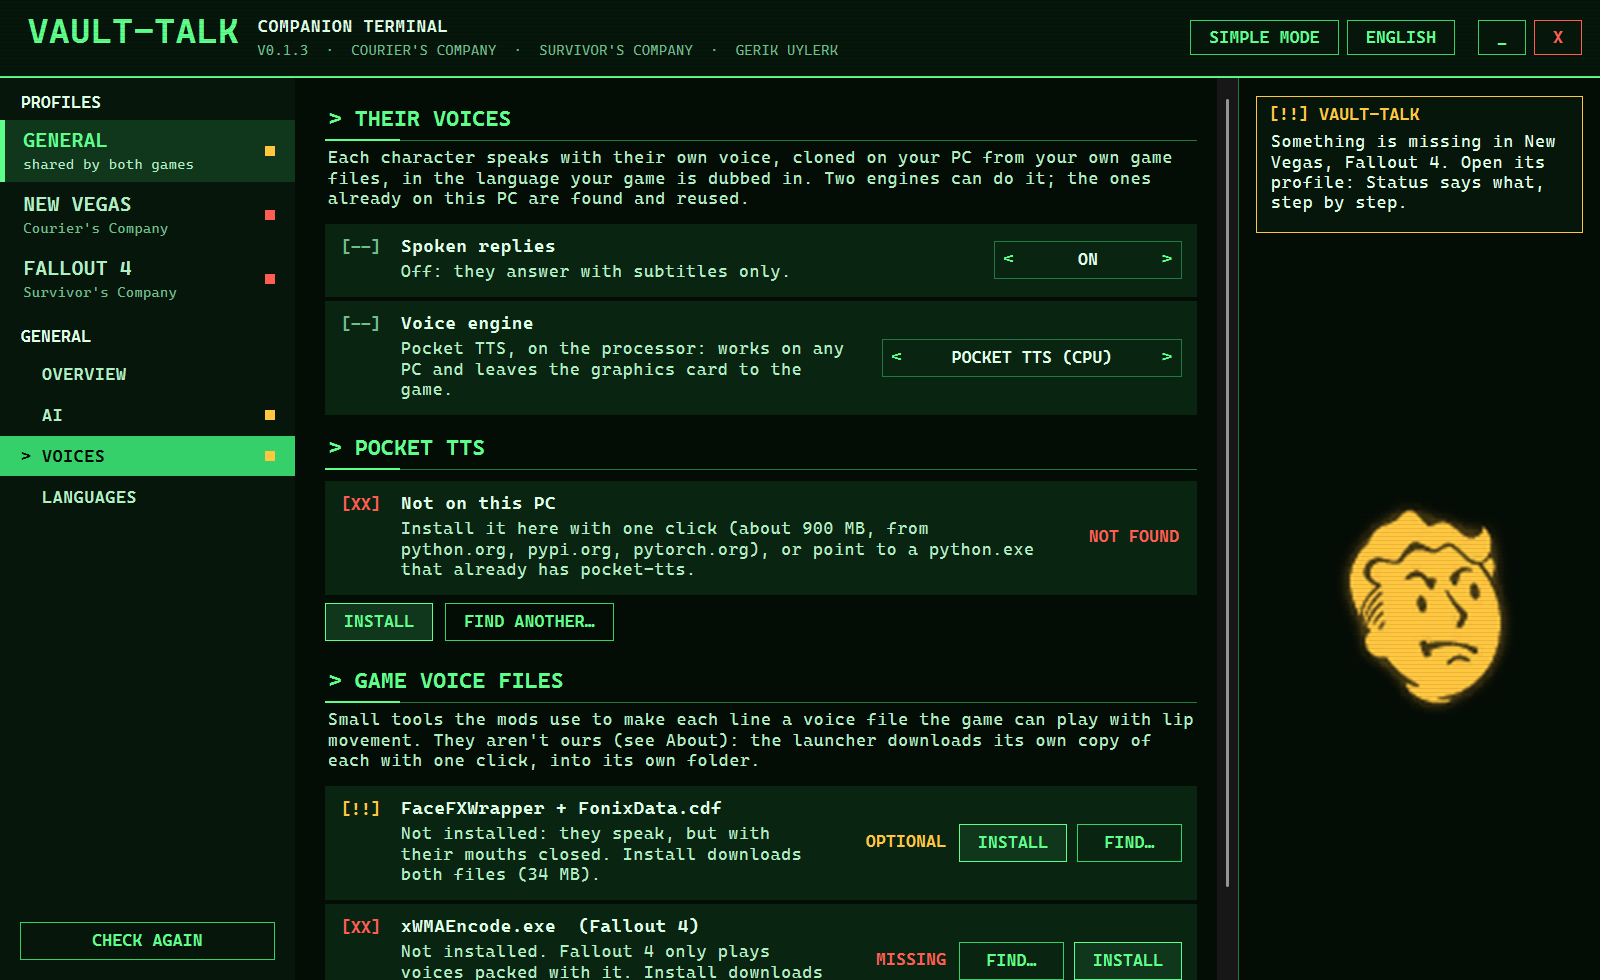 VAULT-TALK
COMPANION TERMINAL
V0.1.3 · COURIER'S COMPANY · SURVIVOR'S COMPANY · GERIK UYLERK
SIMPLE MODE
ENGLISH
_
X
PROFILES
GENERAL
shared by both games
NEW VEGAS
Courier's Company
FALLOUT 4
Survivor's Company
GENERAL
OVERVIEW
AI
> VOICES
LANGUAGES
CHECK AGAIN
> THEIR VOICES
Each character speaks with their own voice, cloned on your PC from your own game
files, in the language your game is dubbed in. Two engines can do it; the ones
already on this PC are found and reused.
[--] Spoken replies
Off: they answer with subtitles only.
< ON >
[--] Voice engine
Pocket TTS, on the processor: works on any
PC and leaves the graphics card to the
game.
< POCKET TTS (CPU) >
> POCKET TTS
[XX] Not on this PC
Install it here with one click (about 900 MB, from
python.org, pypi.org, pytorch.org), or point to a python.exe
that already has pocket-tts.
NOT FOUND
INSTALL
FIND ANOTHER…
> GAME VOICE FILES
Small tools the mods use to make each line a voice file the game can play with lip
movement. They aren't ours (see About): the launcher downloads its own copy of
each with one click, into its own folder.
[!!] FaceFXWrapper + FonixData.cdf
Not installed: they speak, but with
their mouths closed. Install downloads
both files (34 MB).
OPTIONAL
INSTALL
FIND…
[XX] xWMAEncode.exe (Fallout 4)
Not installed. Fallout 4 only plays
voices packed with it. Install downloads
MISSING
FIND…
INSTALL
[!!] VAULT-TALK
Something is missing in New
Vegas, Fallout 4. Open its
profile: Status says what,
step by step.